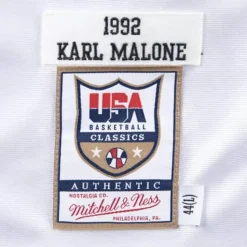 1992
KARL MALONE
USA
BASKETBALL
CLASSICS
AUTHENTIC
NOSTALGIA CO.
Mitchell & Ness
PHILADELPHIA, PA.
44(L)